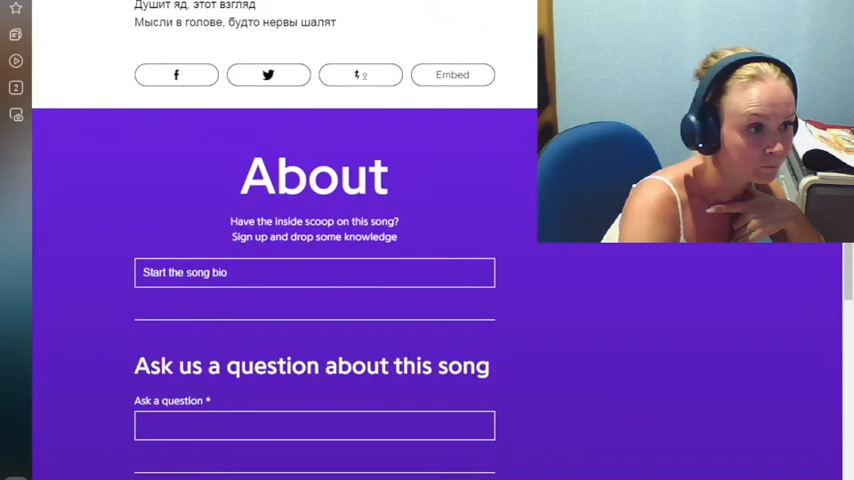 Душит яд, этот взгляд
Мысли в голове, будто нервы шалят
Embed
About
Have the inside scoop on this song?
Sign up and drop some knowledge
Start the song bio
Ask us a question about this song
Ask a question *
2